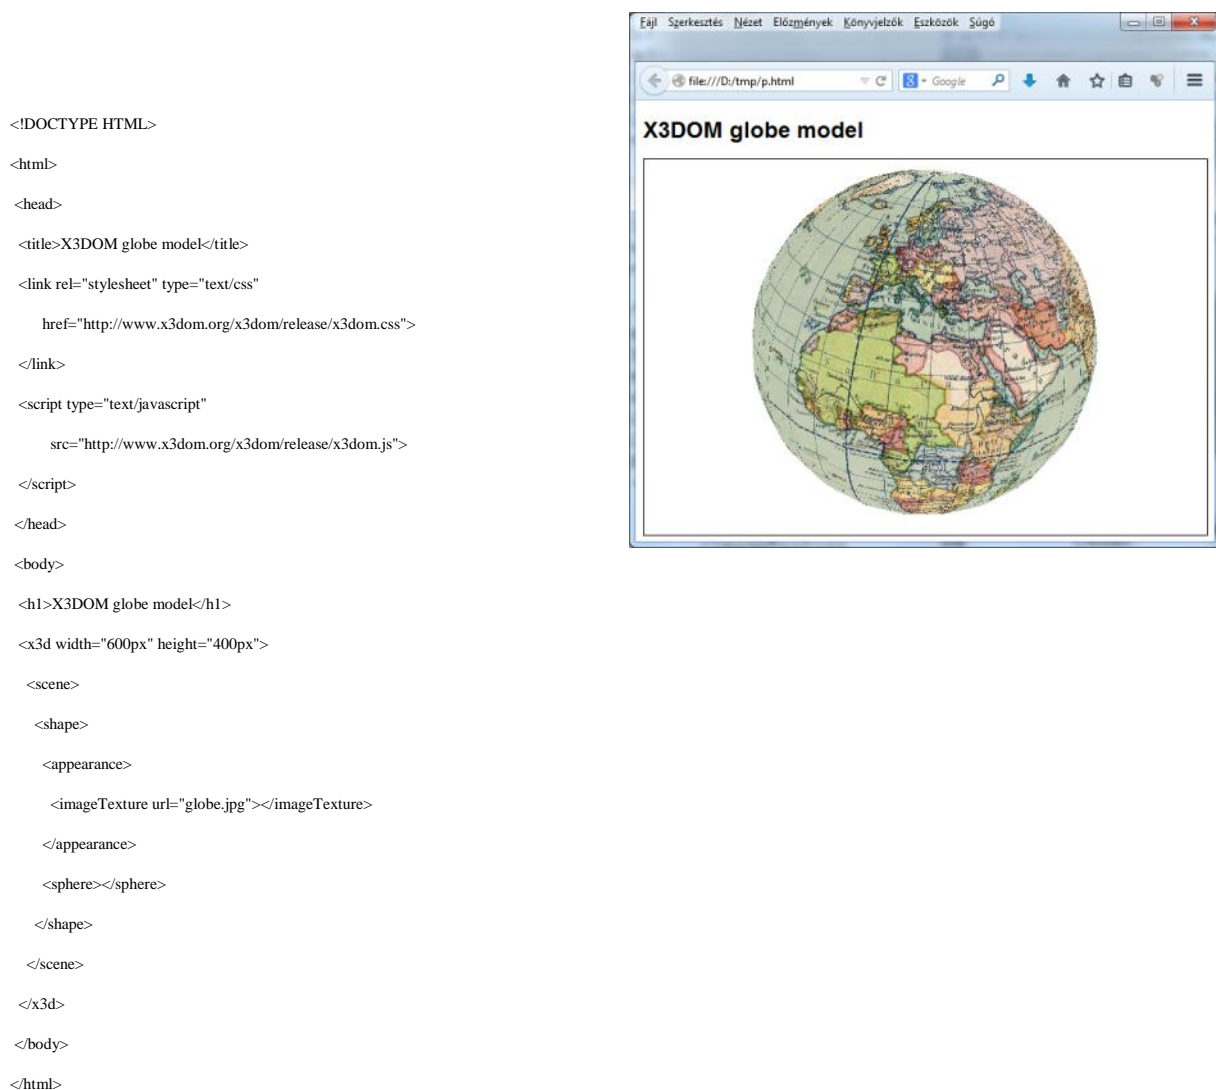 <!DOCTYPE HTML>
<html>
<head>
<title>X3DOM globe model</title>
<link rel="stylesheet" type="text/css"
href="http://www.x3dom.org/x3dom/release/x3dom.css">
</link>
<script type="text/javascript"
src="http://www.x3dom.org/x3dom/release/x3dom.js">
</script>
</head>
<body>
<h1>X3DOM globe model</h1>
<x3d width="600px" height="400px">
<scene>
<shape>
<appearance>
<imageTexture url="globe.jpg"></imageTexture>
</appearance>
<sphere></sphere>
</shape>
</scene>
</x3d>
</body>
</html>
Fájl Szerkesztés Nézet Előzmények Könyvjelzők Eszközök Súgó
file:///D:/tmp/p.html
8 Google
X3DOM globe model